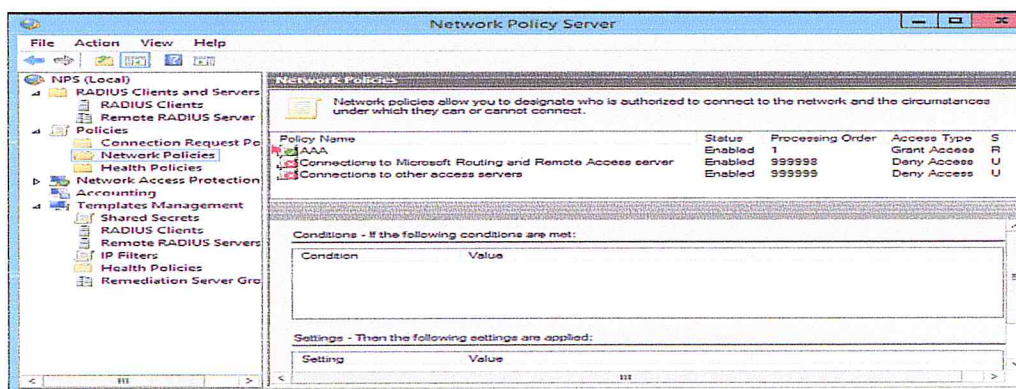 Network Policy Server
File Action View Help
NPS (Local)
RADIUS Clients and Servers
RADIUS Clients
Remote RADIUS Server
Policies
Connection Request Po
Network Policies
Health Policies
Network Access Protection
Accounting
Templates Management
Shared Secrets
RADIUS Clients
Remote RADIUS Servers
IP Filters
Health Policies
Remediation Server Gro
Network Policies
Network policies allow you to designate who is authorized to connect to the network and the circumstances
under which they can or cannot connect.
Policy Name Status Processing Order Access Type S
AAA Enabled 1 Grant Access R
Connections to Microsoft Routing and Remote Access server Enabled 999998 Deny Access U
Connections to other access servers Enabled 999999 Deny Access U
Conditions - If the following conditions are met:
Condition Value
Settings - Then the following settings are applied:
Setting Value